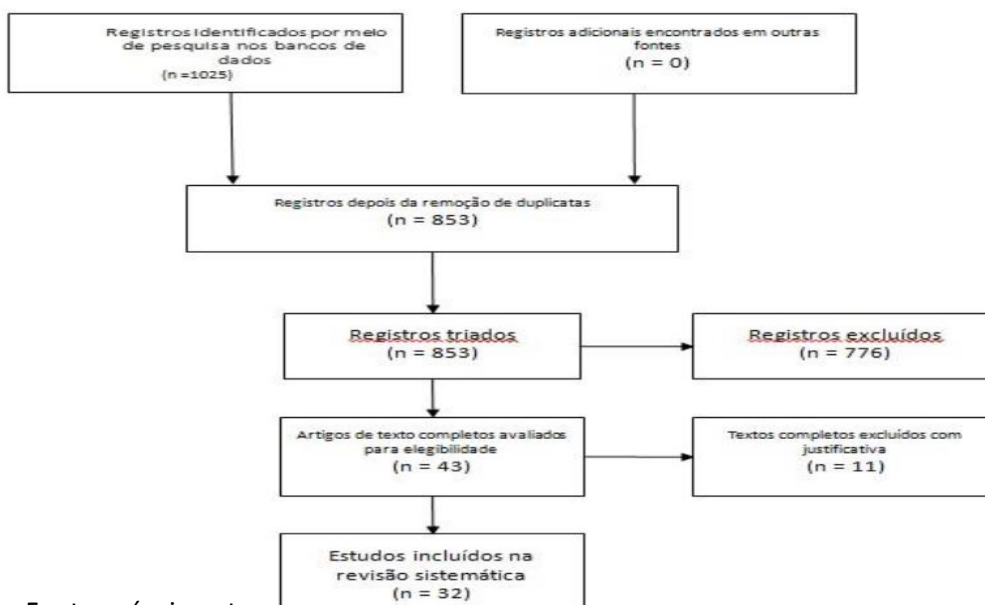 Registros identificados por meio
de pesquisa nos bancos de
dados
(n =1025)
Registros adicionais encontrados em outras
fontes
(n = 0)
Registros depois da remoção de duplicatas
(n = 853)
Registros triados
(n = 853)
Registros excluídos
(n = 776)
Artigos de texto completos avaliados
para elegibilidade
(n = 43)
Textos completos excluídos com
justificativa
(n = 11)
Estudos incluídos na
revisão sistemática
(n = 32)